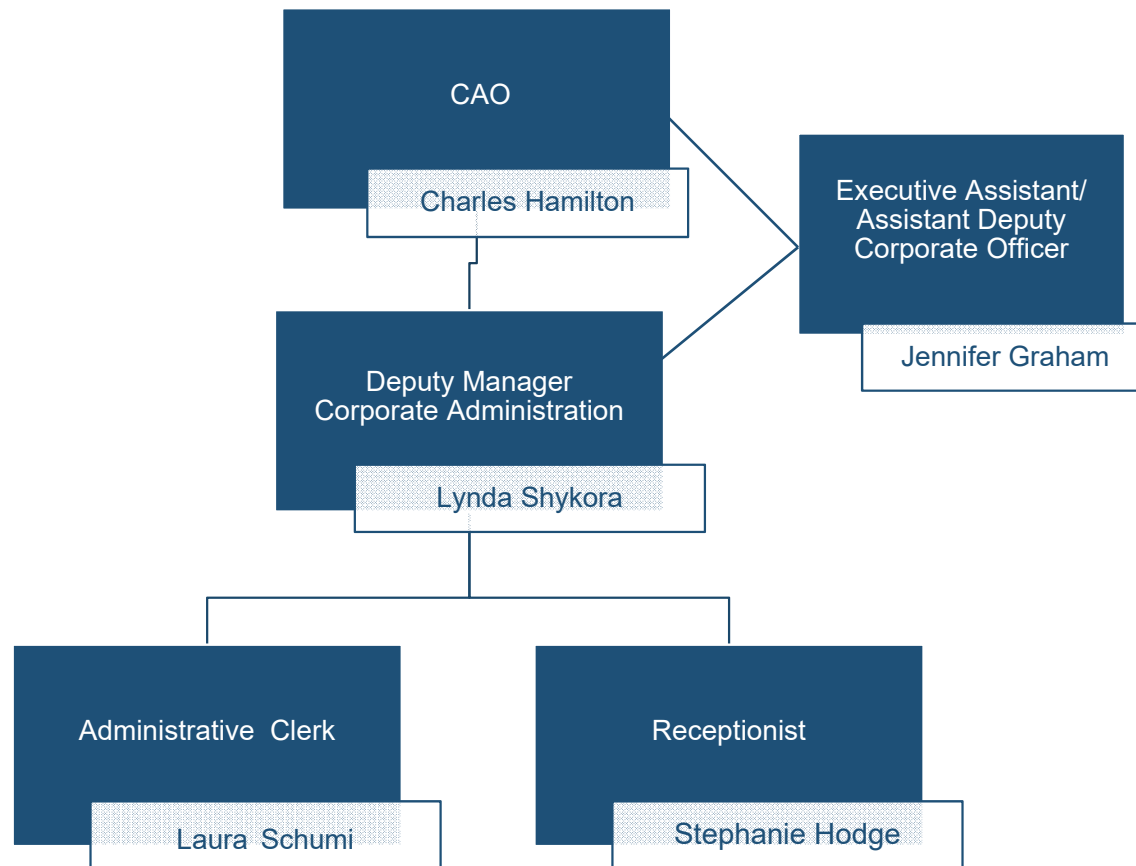 CAO
Charles Hamilton
Executive Assistant/
Assistant Deputy
Corporate Officer
Jennifer Graham
Deputy Manager
Corporate Administration
Lynda Shykora
Administrative Clerk
Laura Schumi
Receptionist
Stephanie Hodge